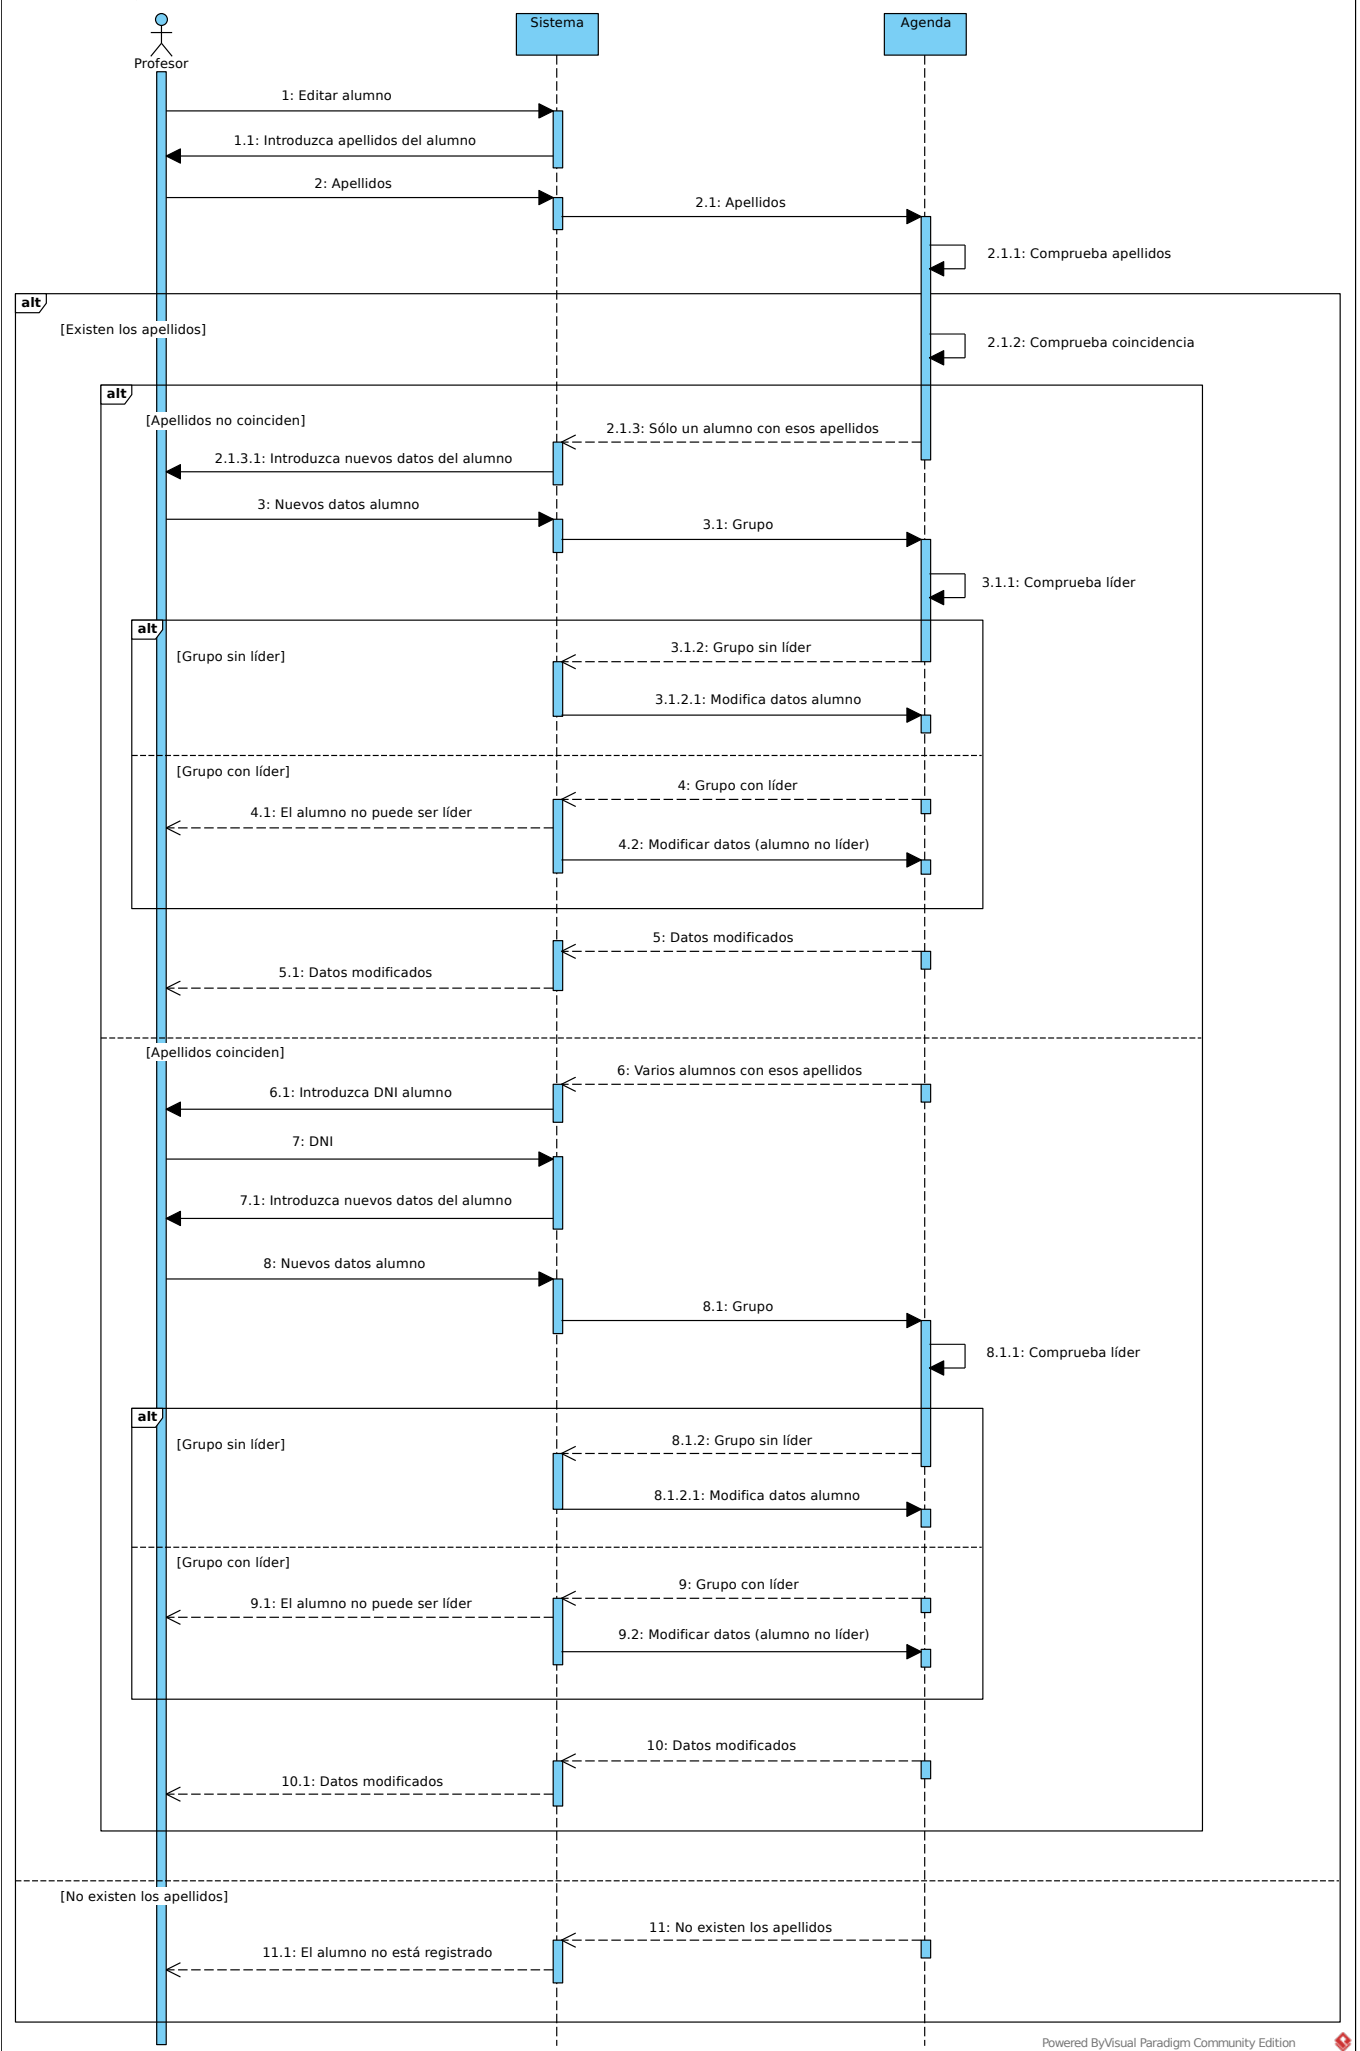 Sistema
Agenda
Profesor
1: Editar alumno
1.1: Introduzca apellidos del alumno
2: Apellidos
2.1: Apellidos
2.1.1: Comprueba apellidos
alt
[Existen los apellidos]
2.1.2: Comprueba coincidencia
alt
[Apellidos no coinciden]
2.1.3: Sólo un alumno con esos apellidos
2.1.3.1: Introduzca nuevos datos del alumno
3: Nuevos datos alumno
3.1: Grupo
3.1.1: Comprueba líder
alt
[Grupo sin líder]
3.1.2: Grupo sin líder
3.1.2.1: Modifica datos alumno
[Grupo con líder]
4: Grupo con líder
4.1: El alumno no puede ser líder
4.2: Modificar datos (alumno no líder)
5: Datos modificados
5.1: Datos modificados
[Apellidos coinciden]
6: Varios alumnos con esos apellidos
6.1: Introduzca DNI alumno
7: DNI
7.1: Introduzca nuevos datos del alumno
8: Nuevos datos alumno
8.1: Grupo
8.1.1: Comprueba líder
alt
[Grupo sin líder]
8.1.2: Grupo sin líder
8.1.2.1: Modifica datos alumno
[Grupo con líder]
9: Grupo con líder
9.1: El alumno no puede ser líder
9.2: Modificar datos (alumno no líder)
10: Datos modificados
10.1: Datos modificados
[No existen los apellidos]
11: No existen los apellidos
11.1: El alumno no está registrado
Powered ByVisual Paradigm Community Edition